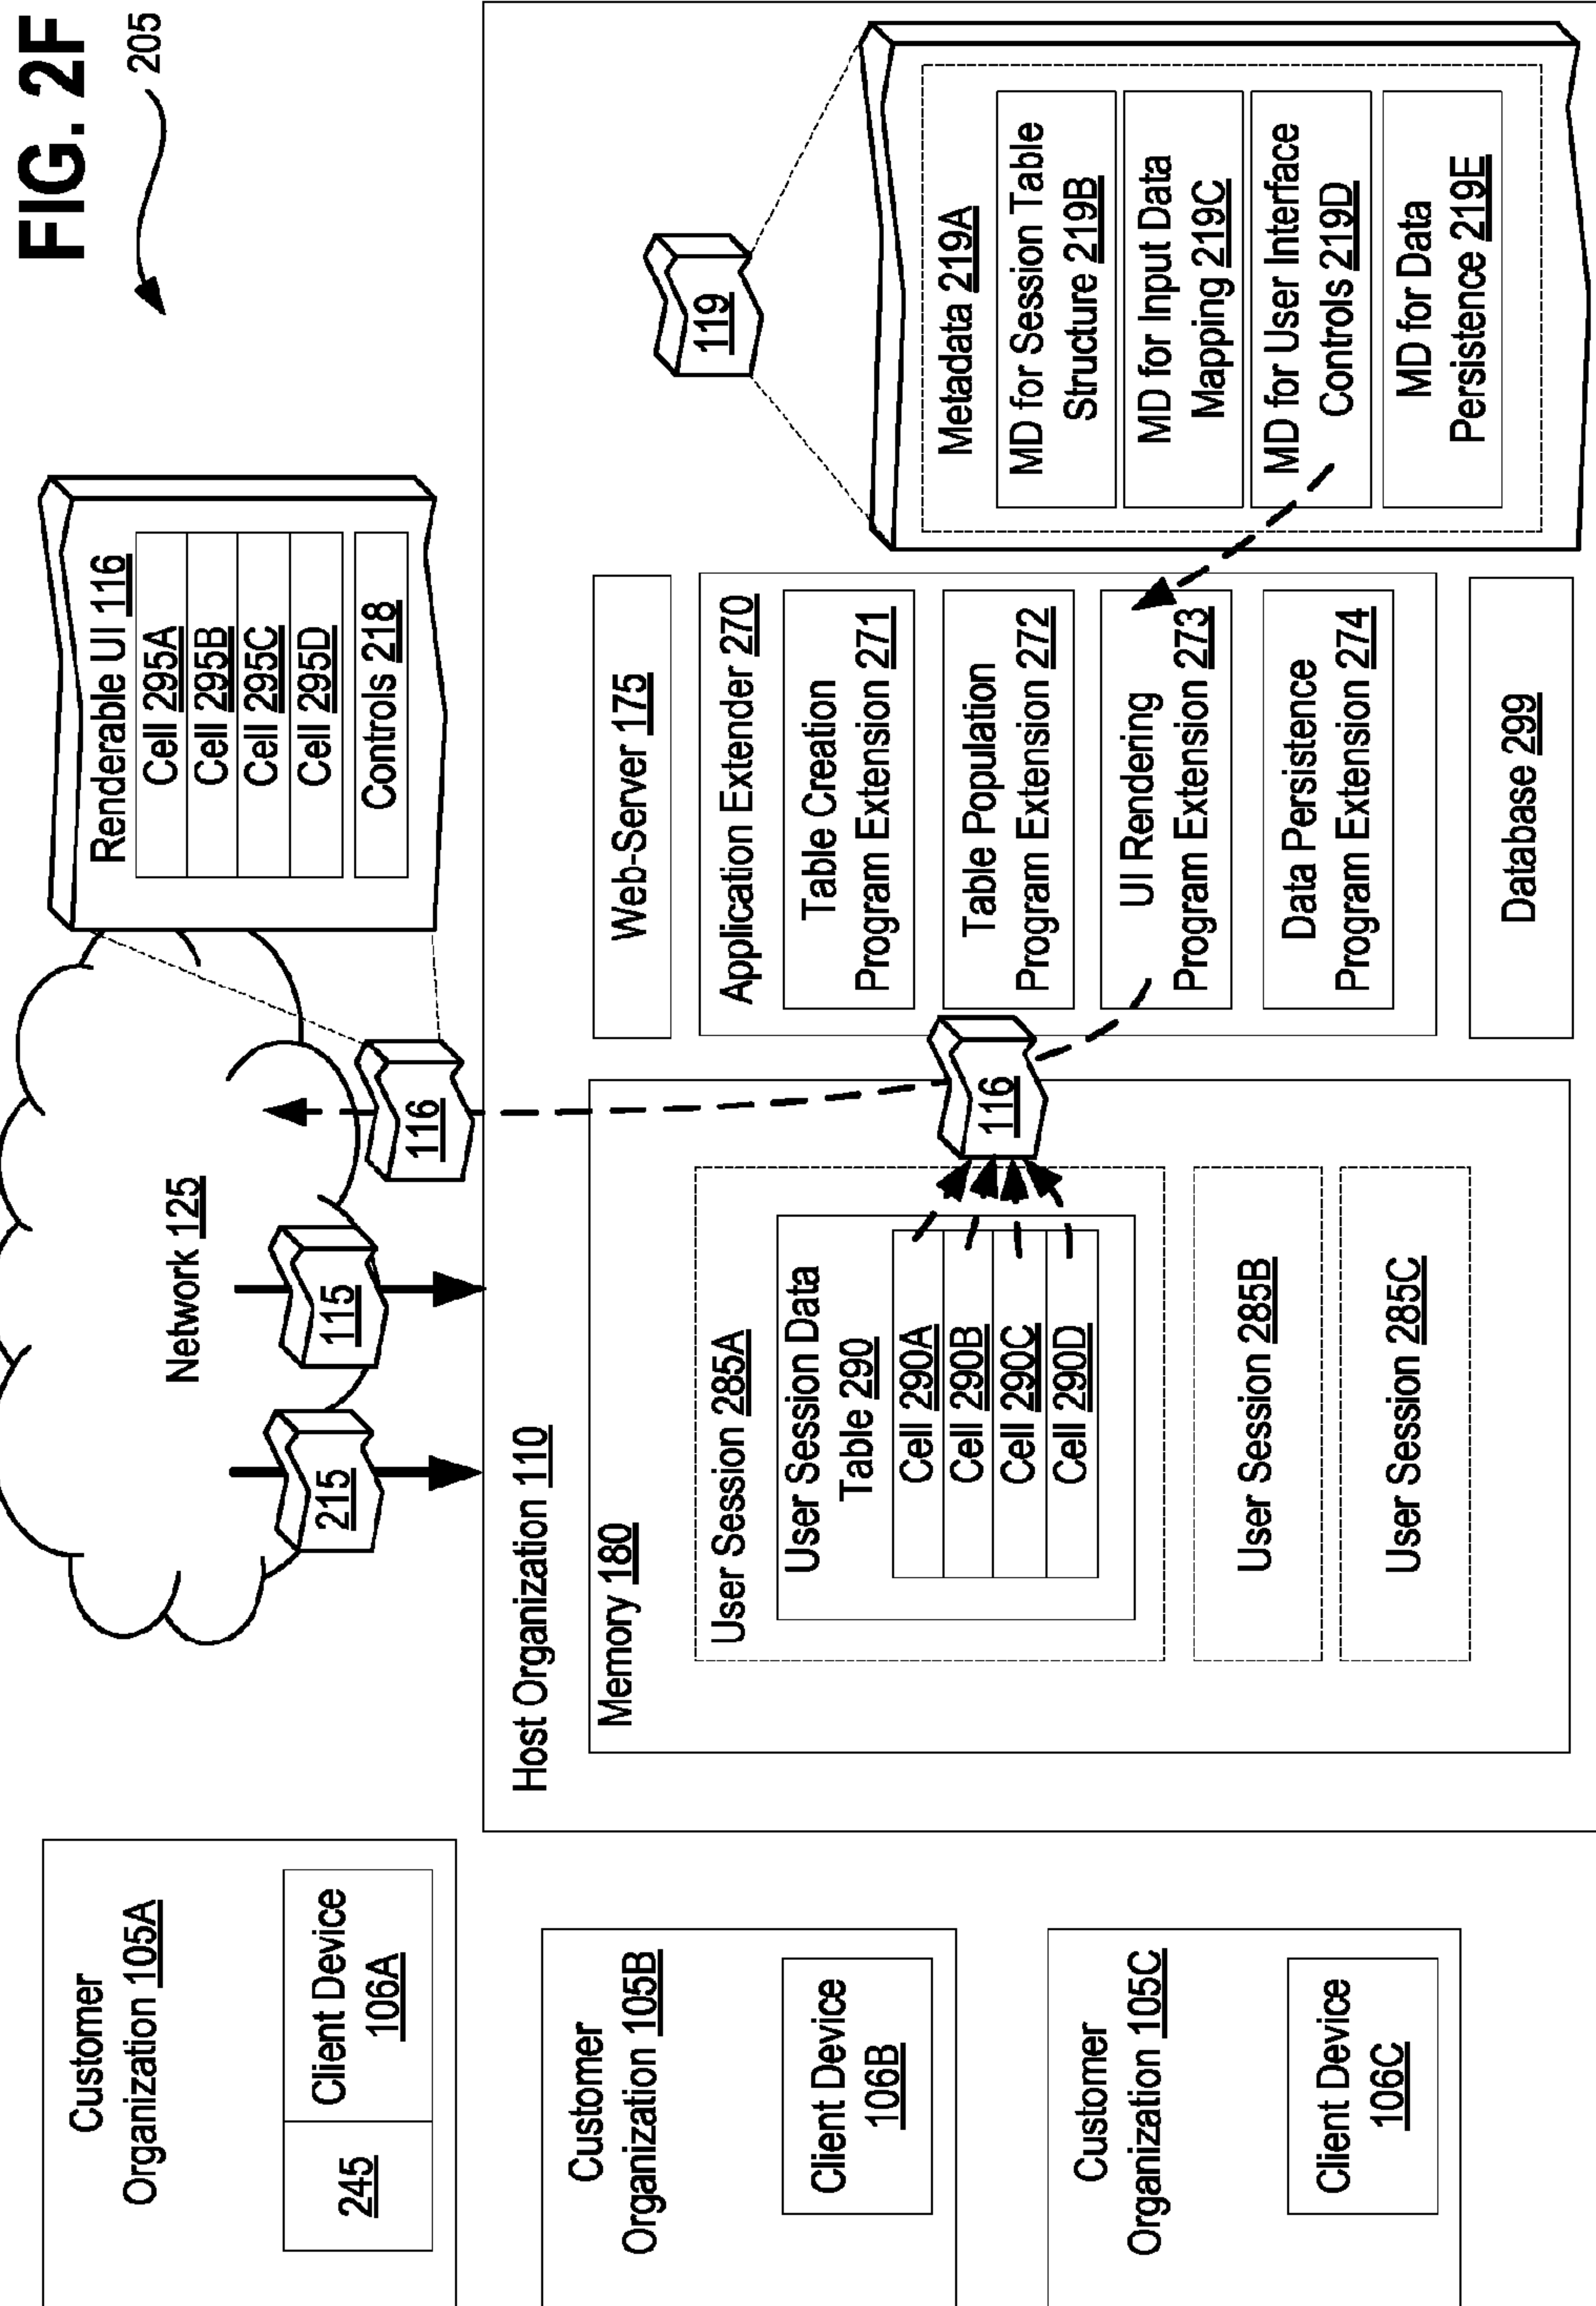 FIG. 2F
205
Customer
Organization 105A
245
Client Device
106A
Customer
Organization 105B
Client Device
106B
Customer
Organization 105C
Client Device
106C
Network 125
215
115
116
Renderable UI 116
Cell 295A
Cell 295B
Cell 295C
Cell 295D
Controls 218
Host Organization 110
Memory 180
User Session 285A
User Session Data
Table 290
Cell 290A
Cell 290B
Cell 290C
Cell 290D
User Session 285B
User Session 285C
116
Web-Server 175
Application Extender 270
Table Creation
Program Extension 271
Table Population
Program Extension 272
UI Rendering
Program Extension 273
Data Persistence
Program Extension 274
Database 299
119
Metadata 219A
MD for Session Table
Structure 219B
MD for Input Data
Mapping 219C
MD for User Interface
Controls 219D
MD for Data
Persistence 219E